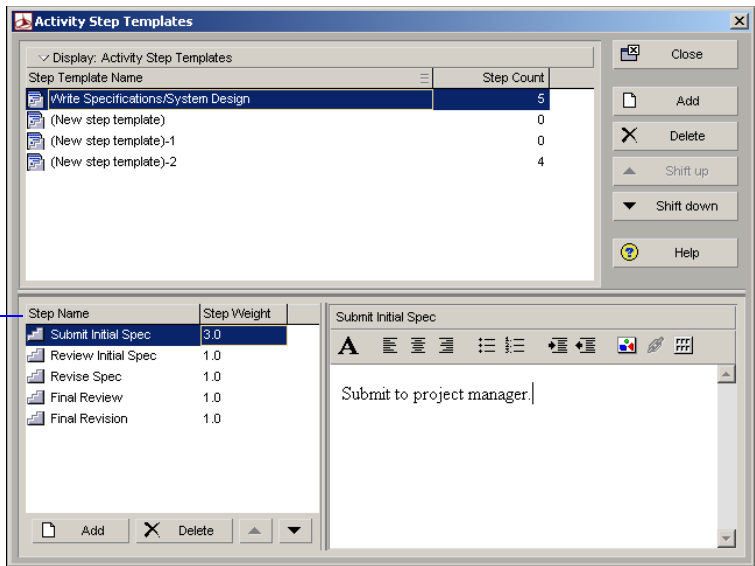 Activity Step Templates
Display: Activity Step Templates
Step Template Name Step Count
Write Specifications/System Design 5
(New step template) 0
(New step template)-1 0
(New step template)-2 4
Close
Add
Delete
Shift up
Shift down
Help
Step Name Step Weight
Submit Initial Spec 3.0
Review Initial Spec 1.0
Revise Spec 1.0
Final Review 1.0
Final Revision 1.0
Add Delete
Submit Initial Spec
A
Submit to project manager.